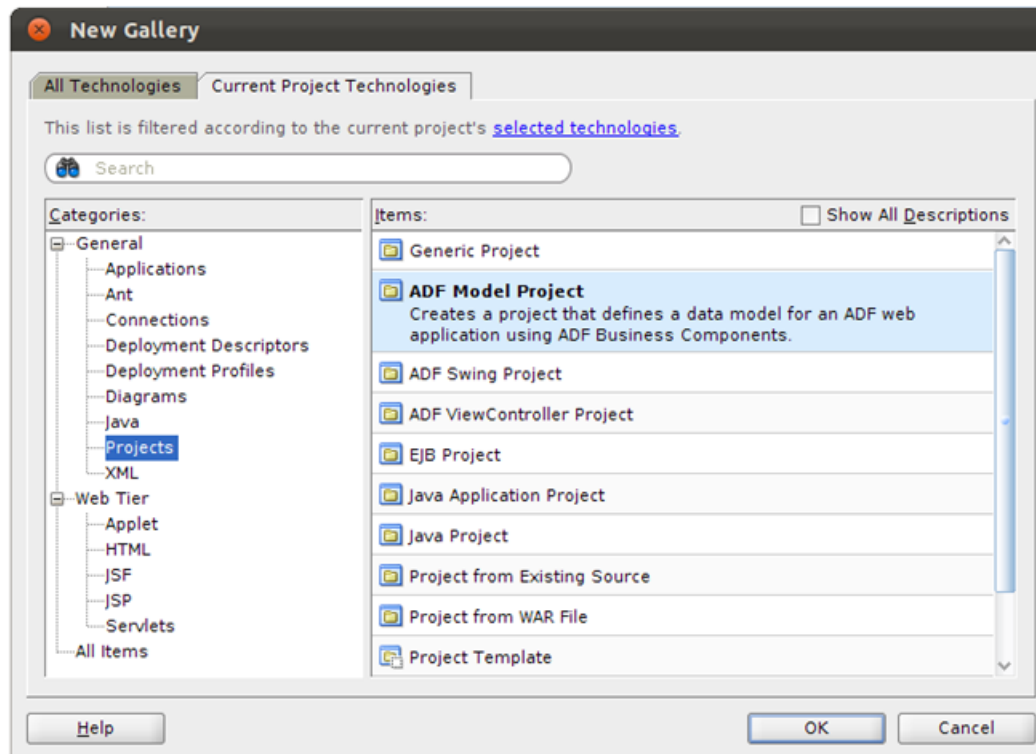 New Gallery
All Technologies
Current Project Technologies
This list is filtered according to the current project's selected technologies.
Search
Categories:
General
Applications
Ant
Connections
Deployment Descriptors
Deployment Profiles
Diagrams
Java
Projects
XML
Web Tier
Applet
HTML
JSF
JSP
Servlets
All Items
Items:
Show All Descriptions
Generic Project
ADF Model Project
Creates a project that defines a data model for an ADF web
application using ADF Business Components.
ADF Swing Project
ADF ViewController Project
EJB Project
Java Application Project
Java Project
Project from Existing Source
Project from WAR File
Project Template
Help
OK
Cancel